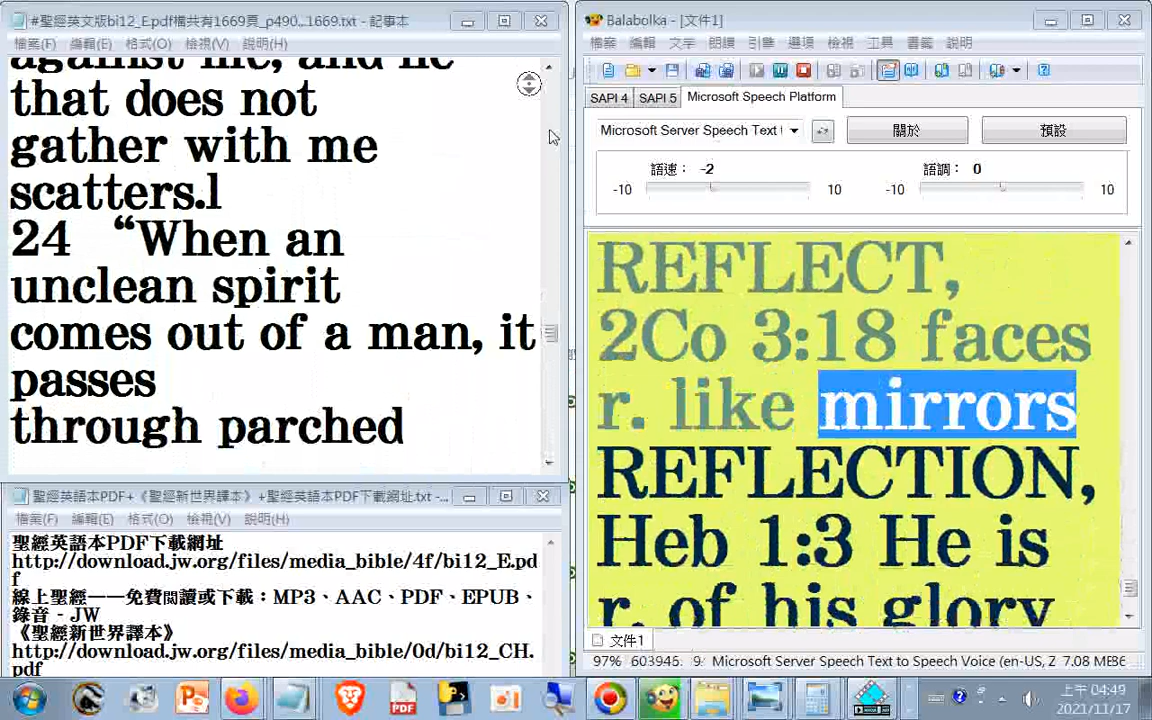 #聖經英文版bi12_E.pdf檔共有1669頁_p490,,,1669.txt - 記事本
檔案(F) 編輯(E) 格式(O) 檢視(V) 說明(H)
against me, and he
that does not
gather with me
scatters.l
24 “When an
unclean spirit
comes out of a man, it
passes
through parched
聖經英語本PDF+《聖經新世界譯本》+聖經英語本PDF下載網址.txt - ...
檔案(F) 編輯(E) 格式(O) 檢視(V) 說明(H)
聖經英語本PDF下載網址
http://download.jw.org/files/media_bible/4f/bi12_E.pd
f
線上聖經——免費閱讀或下載：MP3、AAC、PDF、EPUB、
錄音 - JW
《聖經新世界譯本》
http://download.jw.org/files/media_bible/0d/bi12_CH.
pdf
Balabolka - [文件1]
檔案 編輯 文字 朗讀 引擎 選項 檢視 工具 書籤 說明
SAPI 4 SAPI 5 Microsoft Speech Platform
Microsoft Server Speech Text 關於 預設
語速： -2 語調： 0
-10 10 -10 10
REFLECT,
2Co 3:18 faces
r. like mirrors
REFLECTION,
Heb 1:3 He is
r. of his glory
文件1
97% 603945. Microsoft Server Speech Text to Speech Voice (en-US, Z 7.08 MB
上午 04:49
2021/11/17